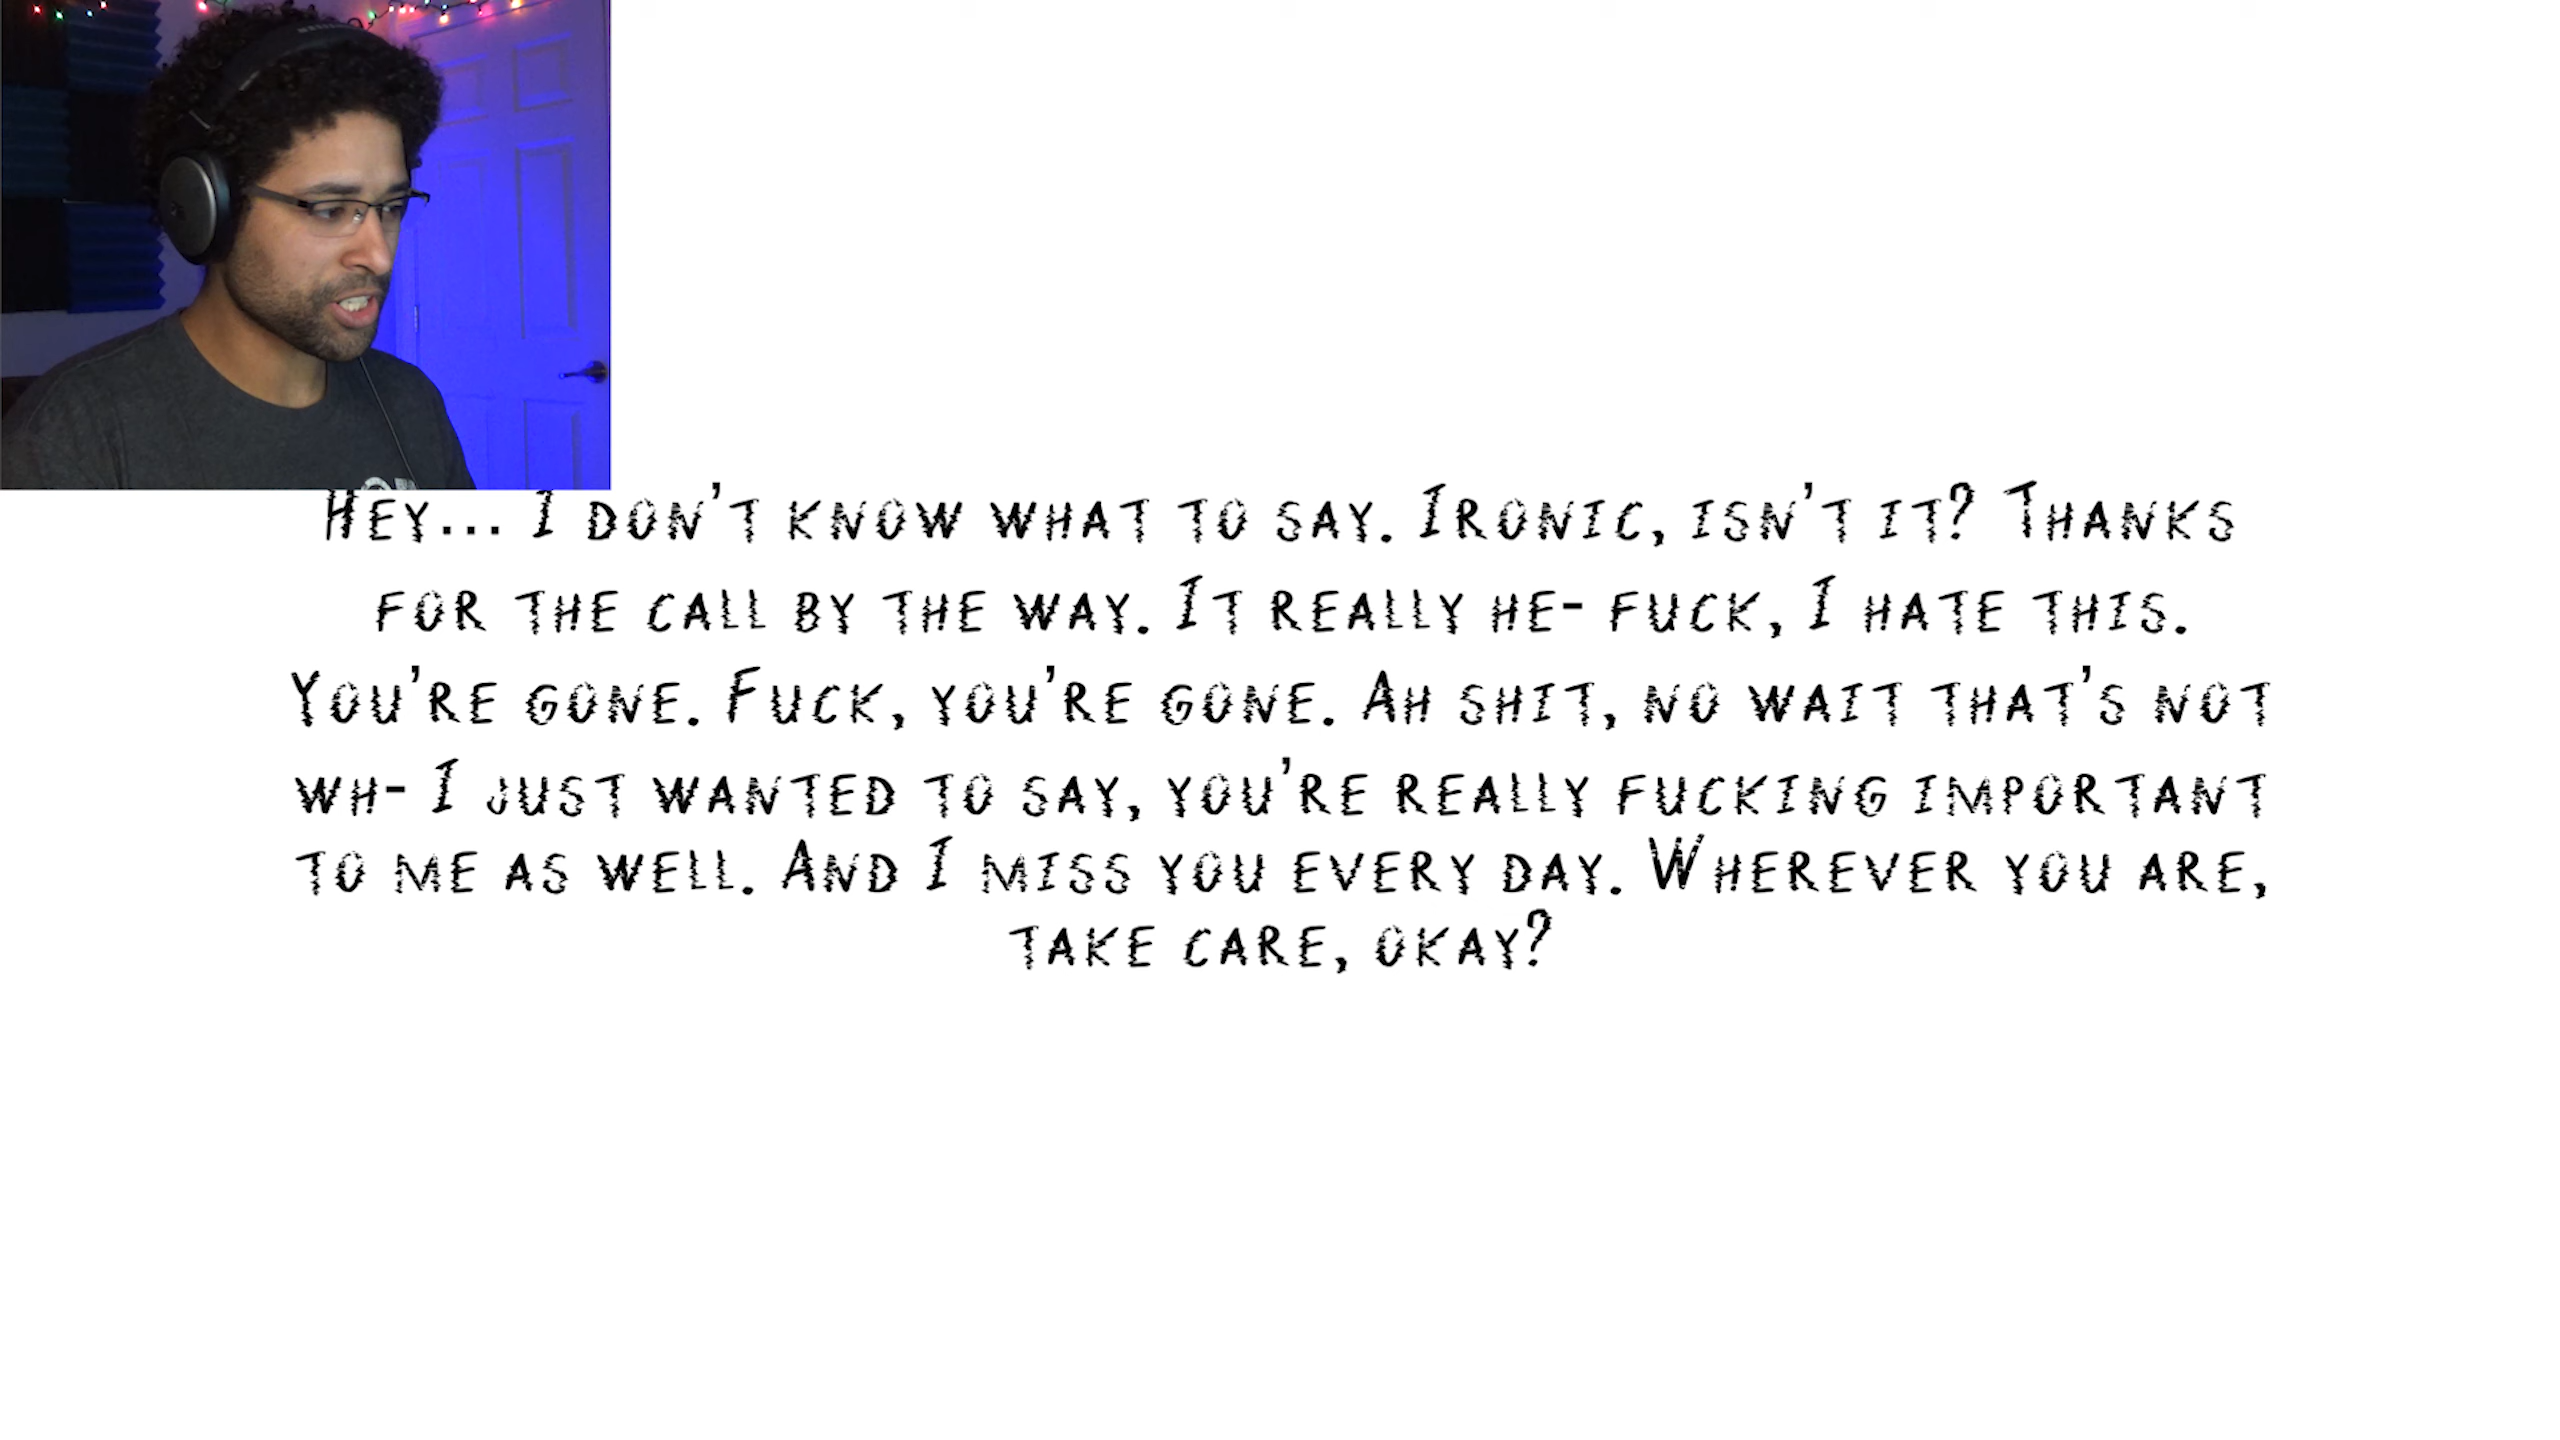 Hey... I don't know what to say. Ironic, isn't it? Thanks
for the call by the way. It really he- fuck, I hate this.
You're gone. Fuck, you're gone. Ah shit, no wait that's not
wh- I just wanted to say, you're really fucking important
to me as well. And I miss you every day. Wherever you are,
take care, okay?